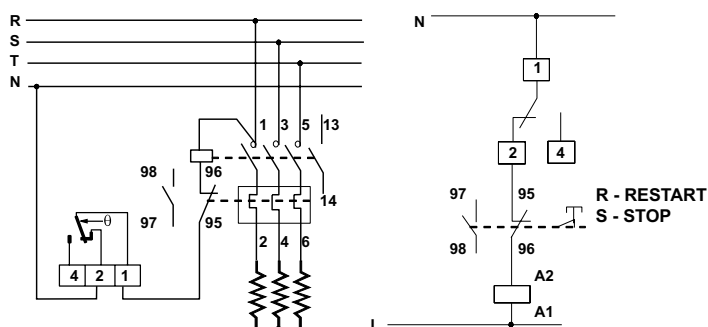 R
S
T
N
1 3 5 13
98 96
14
97 95
θ
2 4 6
4 2 1
N
1
2 4
97 95
R - RESTART
S - STOP
98 96
A2
A1
L